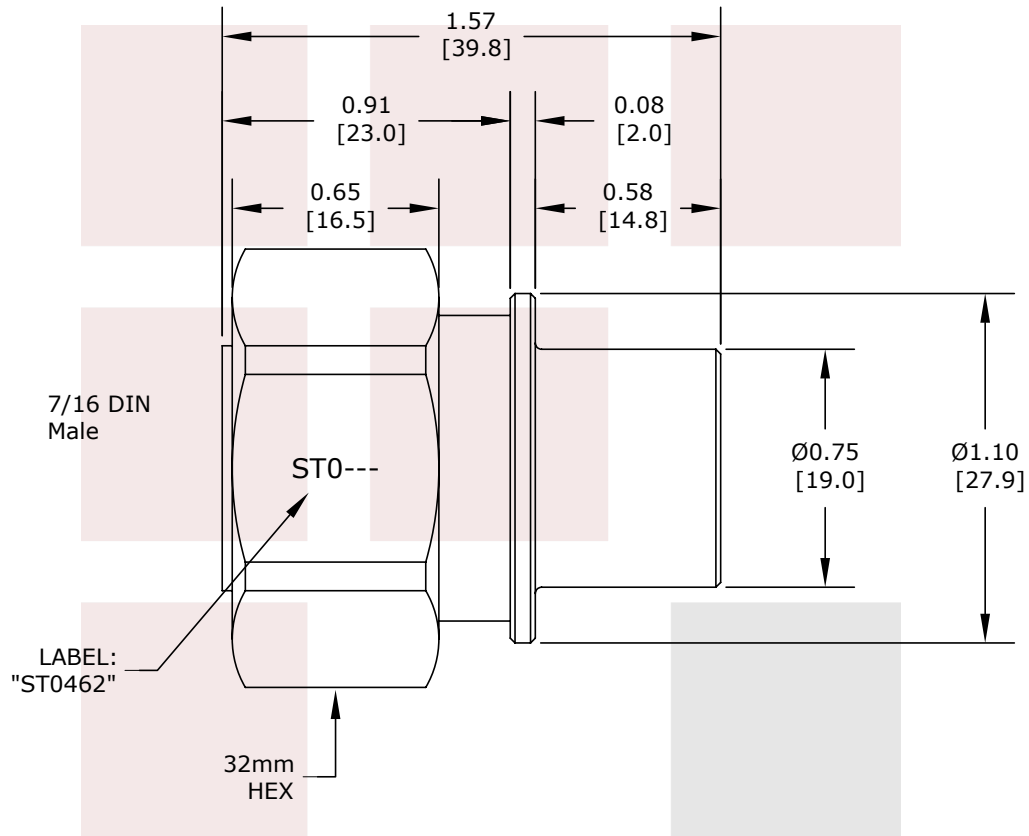 1.57
[39.8]
0.91
[23.0]
0.08
[2.0]
0.65
[16.5]
0.58
[14.8]
7/16 DIN
Male
ST0---
Ø0.75
[19.0]
Ø1.10
[27.9]
LABEL:
"ST0462"
32mm
HEX